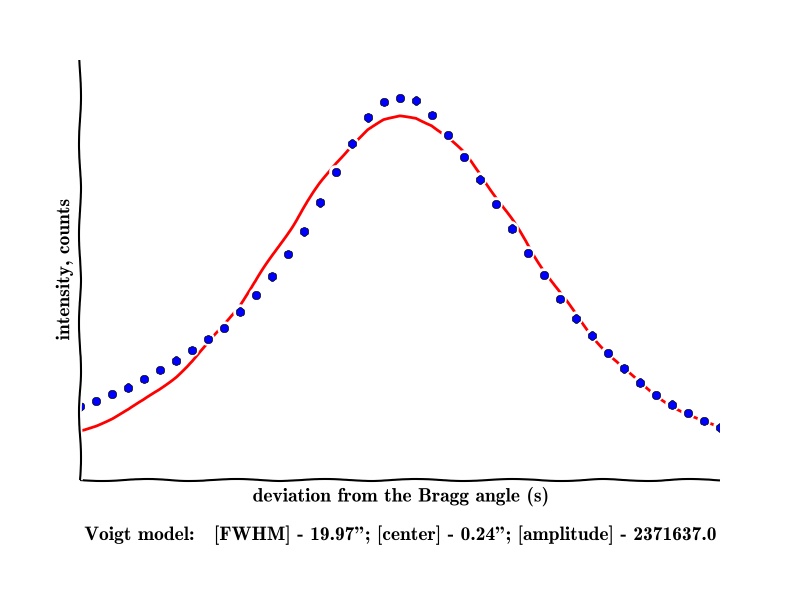 intensity, counts
deviation from the Bragg angle (s)
Voigt model: [FWHM] - 19.97”; [center] - 0.24”; [amplitude] - 2371637.0